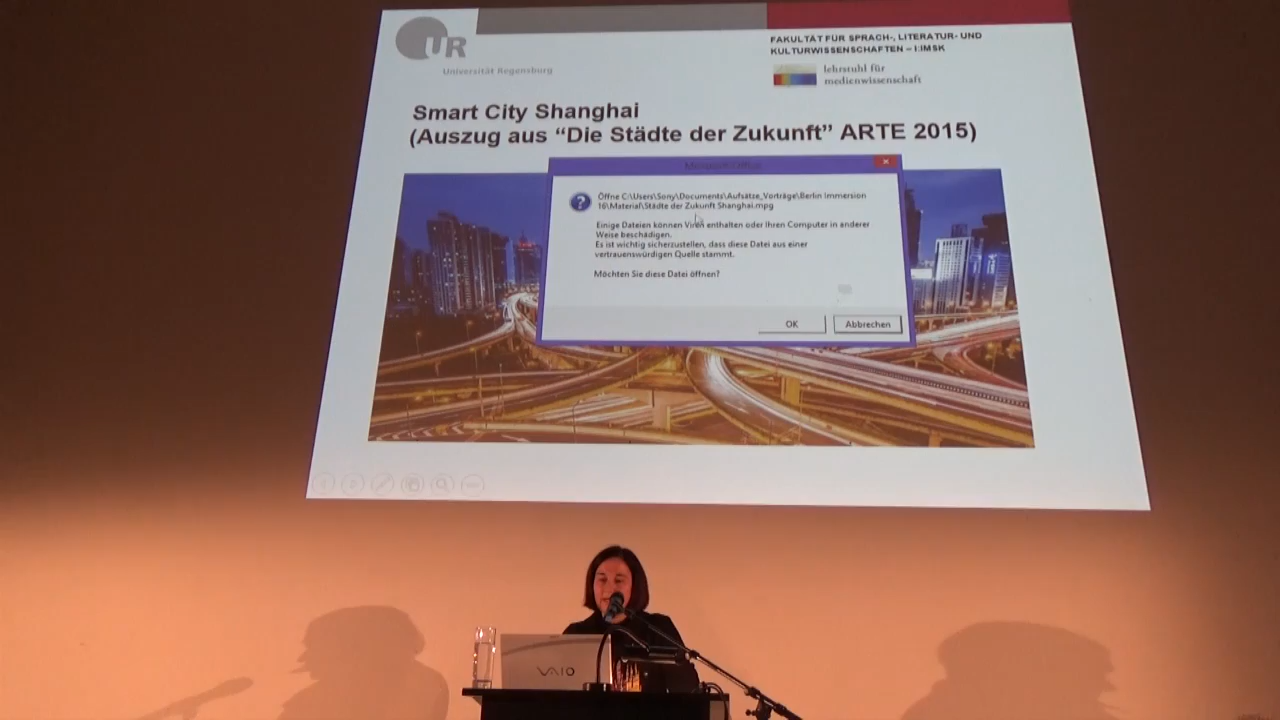 UR
Universität Regensburg
FAKULTÄT FÜR SPRACH-, LITERATUR- UND
KULTURWISSENSCHAFTEN – I:IMSK
lehrstuhl für
medienwissenschaft
Smart City Shanghai
(Auszug aus “Die Städte der Zukunft” ARTE 2015)
Microsoft Office
Öffne C:\Users\Sony\Documents\Aufsätze_Vorträge\Berlin Immersion
16\Material\Städte der Zukunft Shanghai.mpg
Einige Dateien können Viren enthalten oder Ihren Computer in anderer
Weise beschädigen.
Es ist wichtig sicherzustellen, dass diese Datei aus einer
vertrauenswürdigen Quelle stammt.
Möchten Sie diese Datei öffnen?
OK
Abbrechen
VAIO